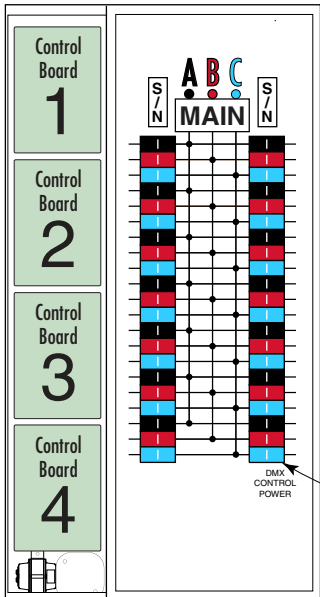 Control
Board
1
Control
Board
2
Control
Board
3
Control
Board
4
A B C
S/N
MAIN
S/N
DMX
CONTROL
POWER